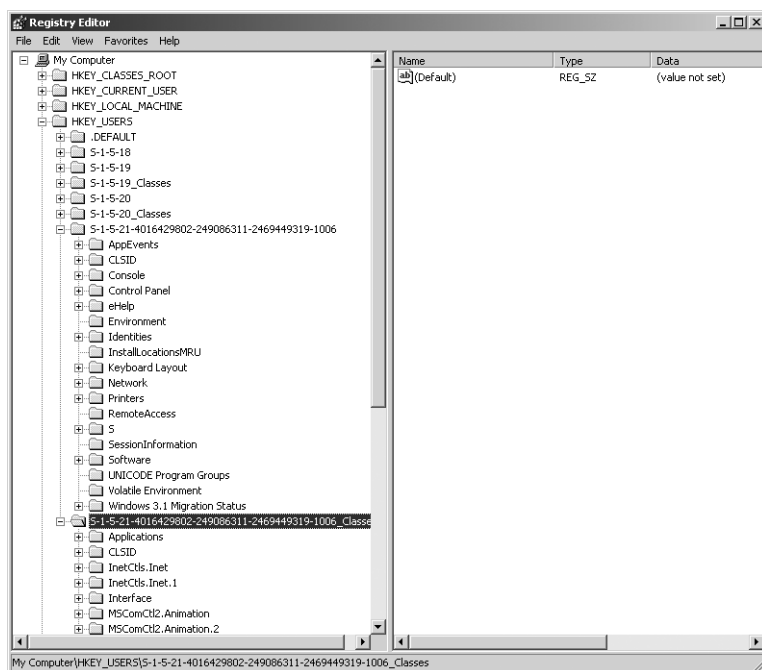 Registry Editor
File Edit View Favorites Help
My Computer
HKEY_CLASSES_ROOT
HKEY_CURRENT_USER
HKEY_LOCAL_MACHINE
HKEY_USERS
.DEFAULT
S-1-5-18
S-1-5-19
S-1-5-19_Classes
S-1-5-20
S-1-5-20_Classes
S-1-5-21-4016429802-249086311-2469449319-1006
AppEvents
CLSID
Console
Control Panel
eHelp
Environment
Identities
InstallLocationsMRU
Keyboard Layout
Network
Printers
RemoteAccess
S
SessionInformation
Software
UNICODE Program Groups
Volatile Environment
Windows 3.1 Migration Status
S-1-5-21-4016429802-249086311-2469449319-1006_Classe
Applications
CLSID
InetCtls.Inet
InetCtls.Inet.1
Interface
MSComCtl2.Animation
MSComCtl2.Animation.2
Name Type Data
ab (Default) REG_SZ (value not set)
My Computer\HKEY_USERS\S-1-5-21-4016429802-249086311-2469449319-1006_Classes